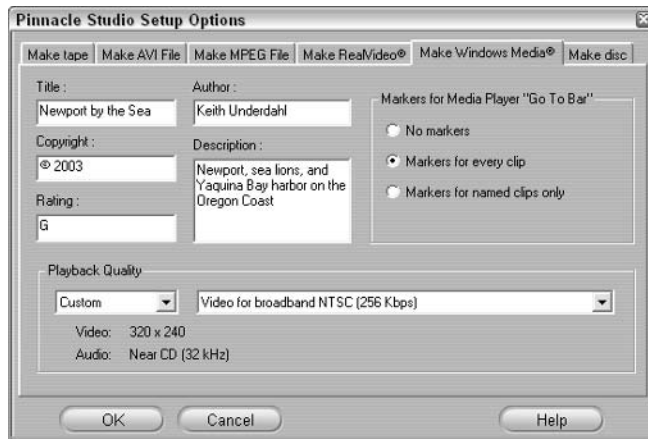 Pinnacle Studio Setup Options
Make tape
Make AVI File
Make MPEG File
Make RealVideo®
Make Windows Media®
Make disc
Title :
Newport by the Sea
Author :
Keith Underdahl
Copyright :
© 2003
Description :
Newport, sea lions, and
Yaquina Bay harbor on the
Oregon Coast
Rating :
G
Markers for Media Player "Go To Bar"
No markers
Markers for every clip
Markers for named clips only
Playback Quality
Custom
Video for broadband NTSC (256 Kbps)
Video: 320 x 240
Audio: Near CD (32 kHz)
OK
Cancel
Help